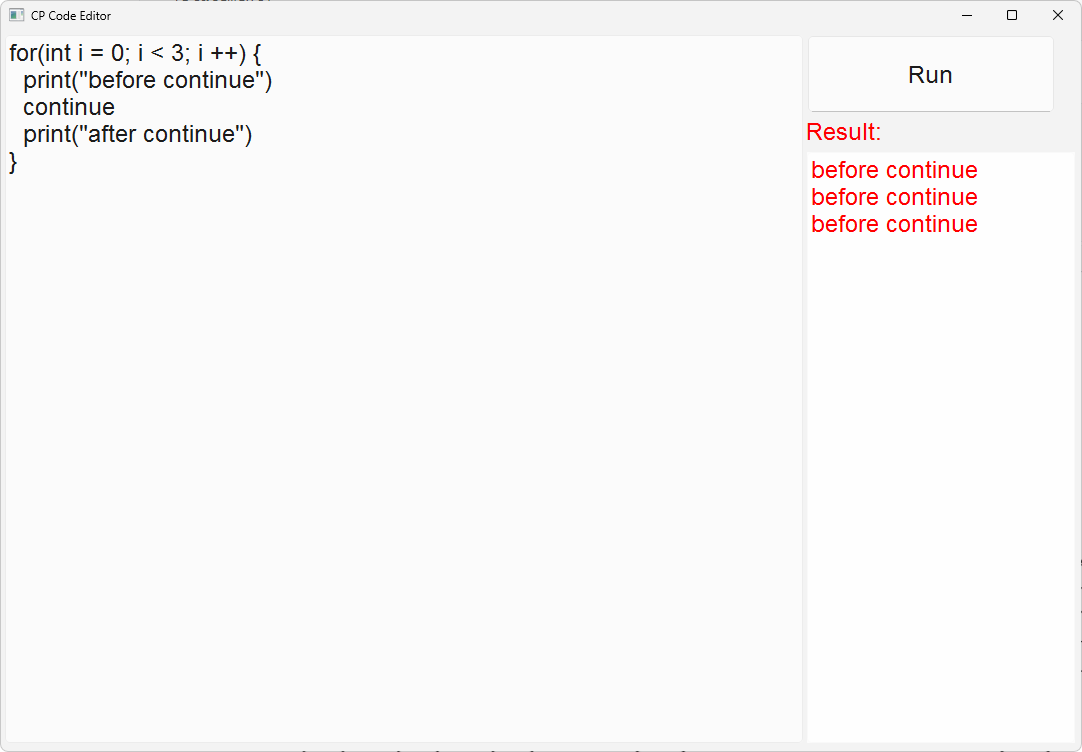 CP Code Editor
for(int i = 0; i < 3; i ++) {
  print("before continue")
  continue
  print("after continue")
}
Run
Result:
before continue
before continue
before continue